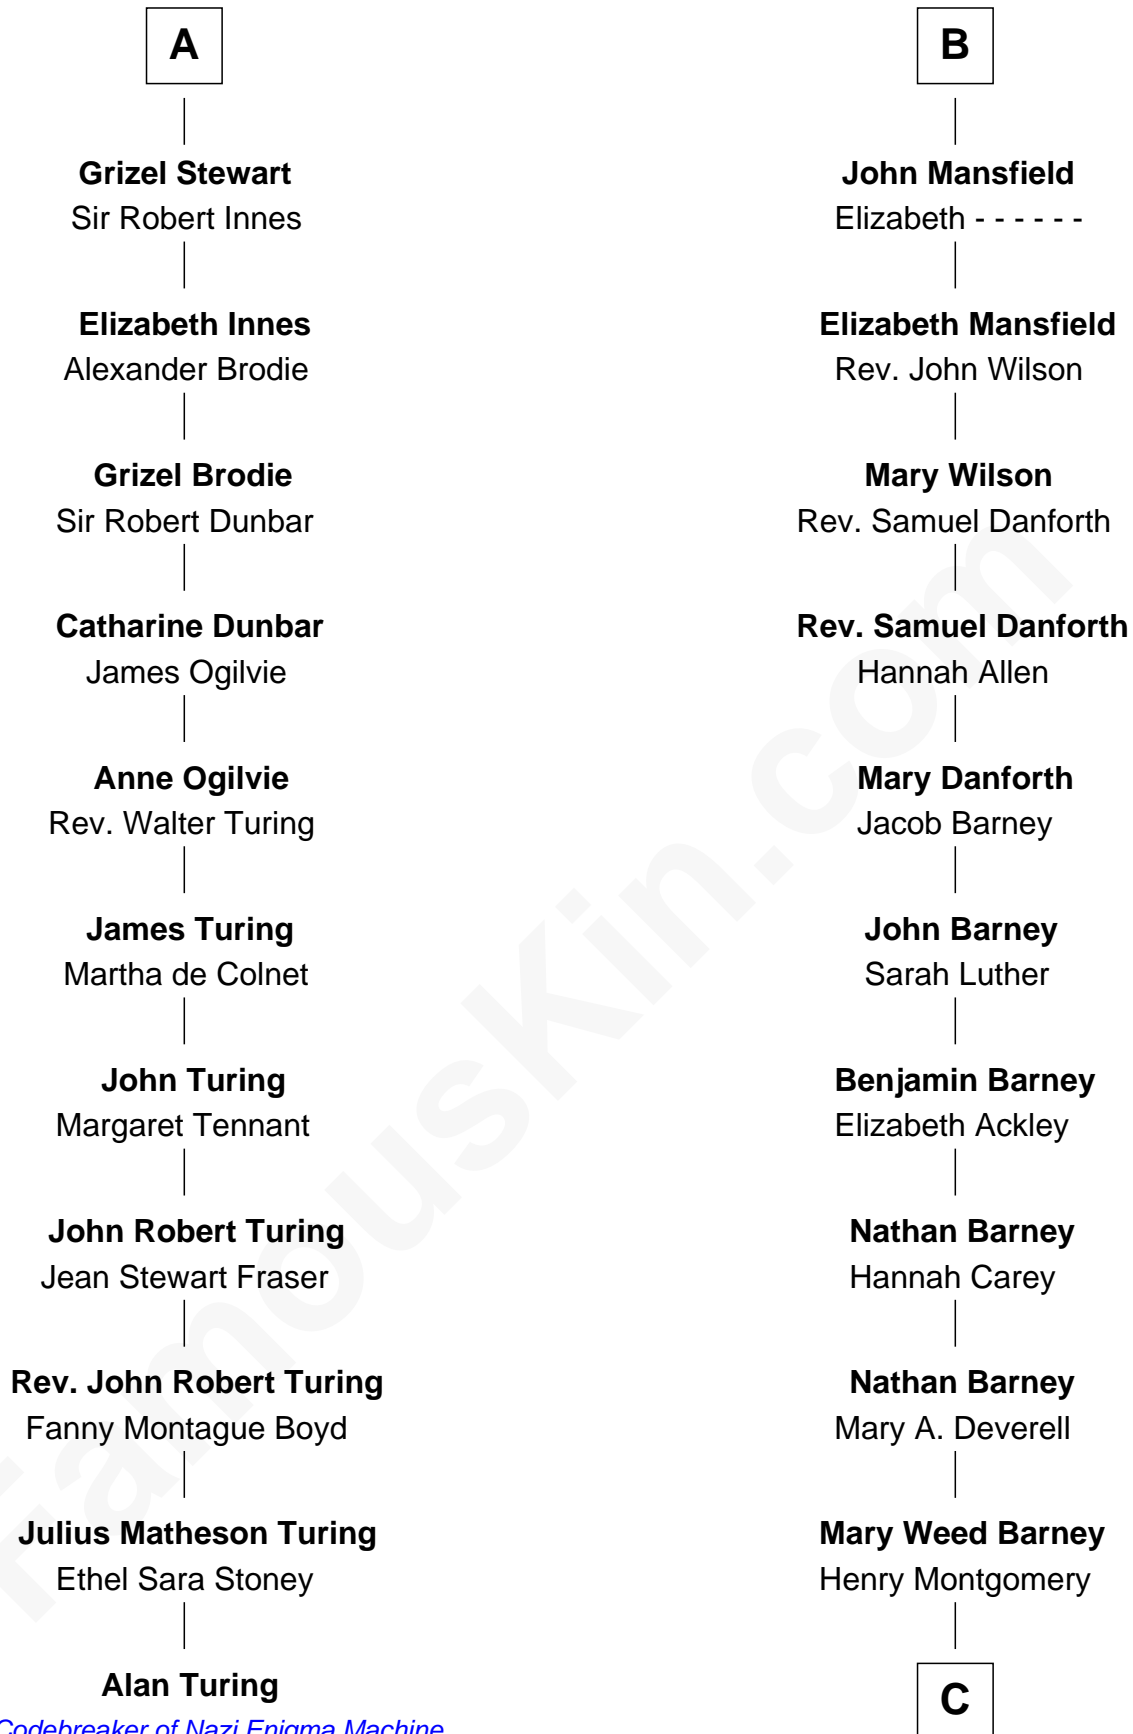 A
Grizel Stewart
Sir Robert Innes
Elizabeth Innes
Alexander Brodie
Grizel Brodie
Sir Robert Dunbar
Catharine Dunbar
James Ogilvie
Anne Ogilvie
Rev. Walter Turing
James Turing
Martha de Colnet
John Turing
Margaret Tennant
John Robert Turing
Jean Stewart Fraser
Rev. John Robert Turing
Fanny Montague Boyd
Julius Matheson Turing
Ethel Sara Stoney
Alan Turing
Codebreaker of Nazi Enigma Machine
B
John Mansfield
Elizabeth - - - - - -
Elizabeth Mansfield
Rev. John Wilson
Mary Wilson
Rev. Samuel Danforth
Rev. Samuel Danforth
Hannah Allen
Mary Danforth
Jacob Barney
John Barney
Sarah Luther
Benjamin Barney
Elizabeth Ackley
Nathan Barney
Hannah Carey
Nathan Barney
Mary A. Deverell
Mary Weed Barney
Henry Montgomery
C
FamousKin.com